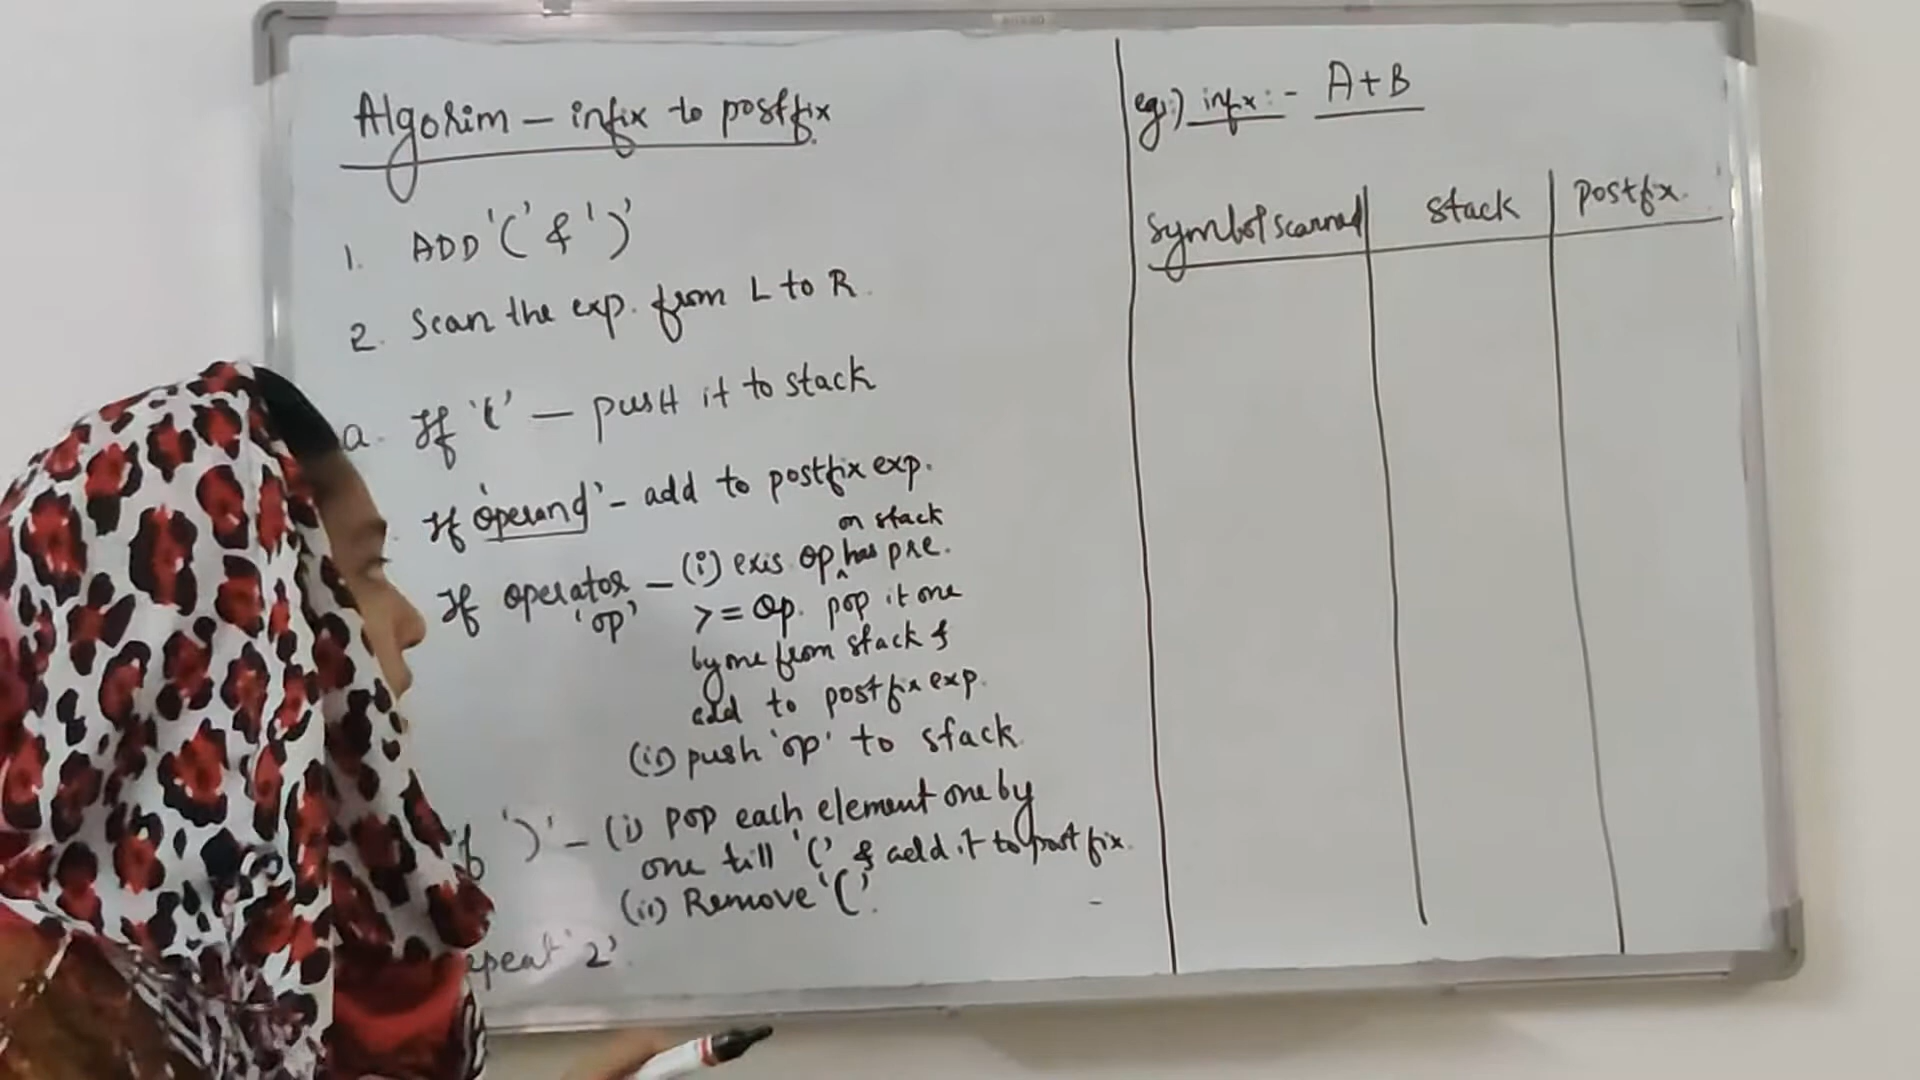 Algorim - infix to postfix
1. ADD '(' & ')'
2. Scan the exp. from L to R.
a. If '(' - push it to stack
If 'operand' - add to postfix exp.
on stack
If operator - (i) exis op has pre.
'op' >= Op. pop it one
by one from stack &
add to postfix exp.
(ii) push 'op' to stack
If ')' - (i) pop each element one by
one till '(' & add it to postfix.
(ii) Remove '('.
epeat '2'.
eg:) infx :- A+B
Symbol scanned stack postfx.